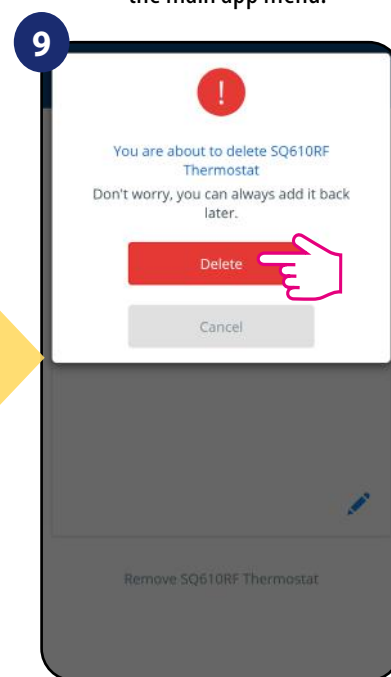 the main app menu.
9
!
You are about to delete SQ610RF
Thermostat
Don't worry, you can always add it back
later.
Delete
Cancel
Remove SQ610RF Thermostat